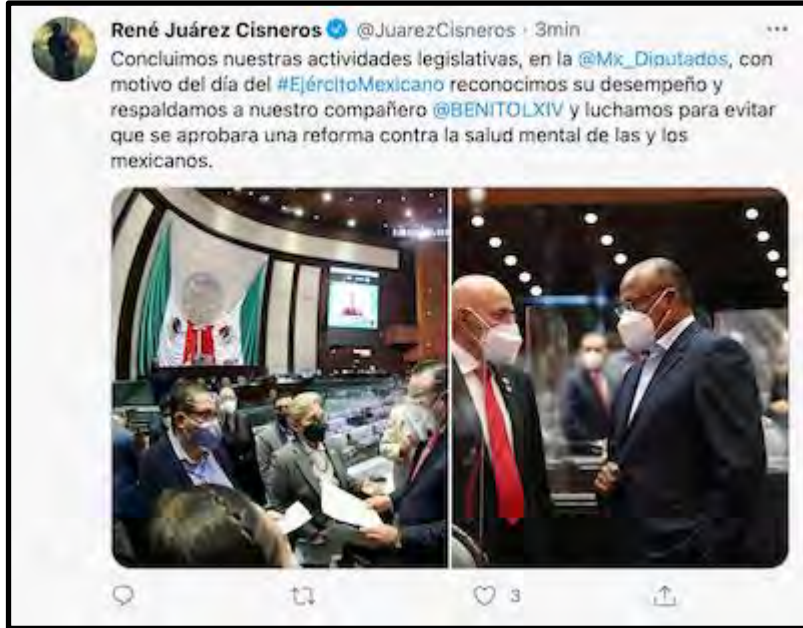 René Juárez Cisneros @JuarezCisneros · 3min
Concluimos nuestras actividades legislativas, en la @Mx_Diputados, con
motivo del día del #EjércitoMexicano reconocimos su desempeño y
respaldamos a nuestro compañero @BENITOLXIV y luchamos para evitar
que se aprobara una reforma contra la salud mental de las y los
mexicanos.
3